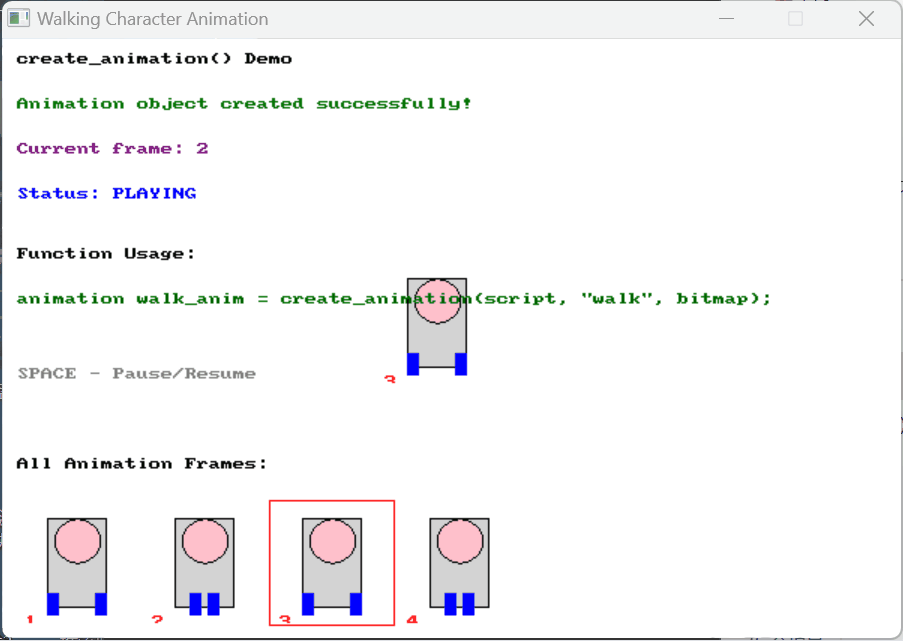 Walking Character Animation
create_animation() Demo
Animation object created successfully!
Current frame: 2
Status: PLAYING
Function Usage:
animation walk_anim = create_animation(script, "walk", bitmap);
SPACE - Pause/Resume
3
All Animation Frames:
1 2 3 4